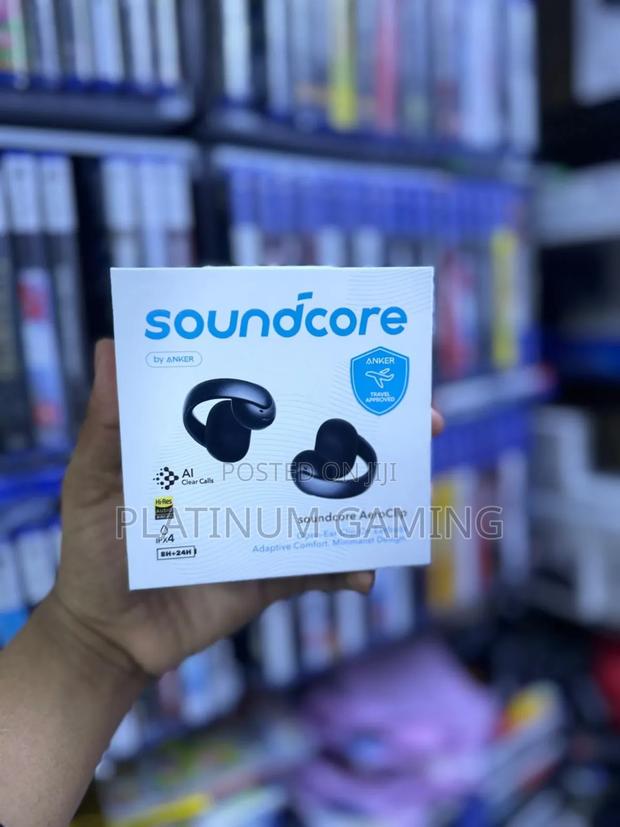 soundcore
by ANKER
ANKER
TRAVEL
APPROVED
AI
Clear Calls
POSTED ON JIJI
Hi-Res
AUDIO
PLATINUM GAMING
soundcore AeroClip
IPX4
Adaptive Comfort. Minimalist Design.
8H+24H